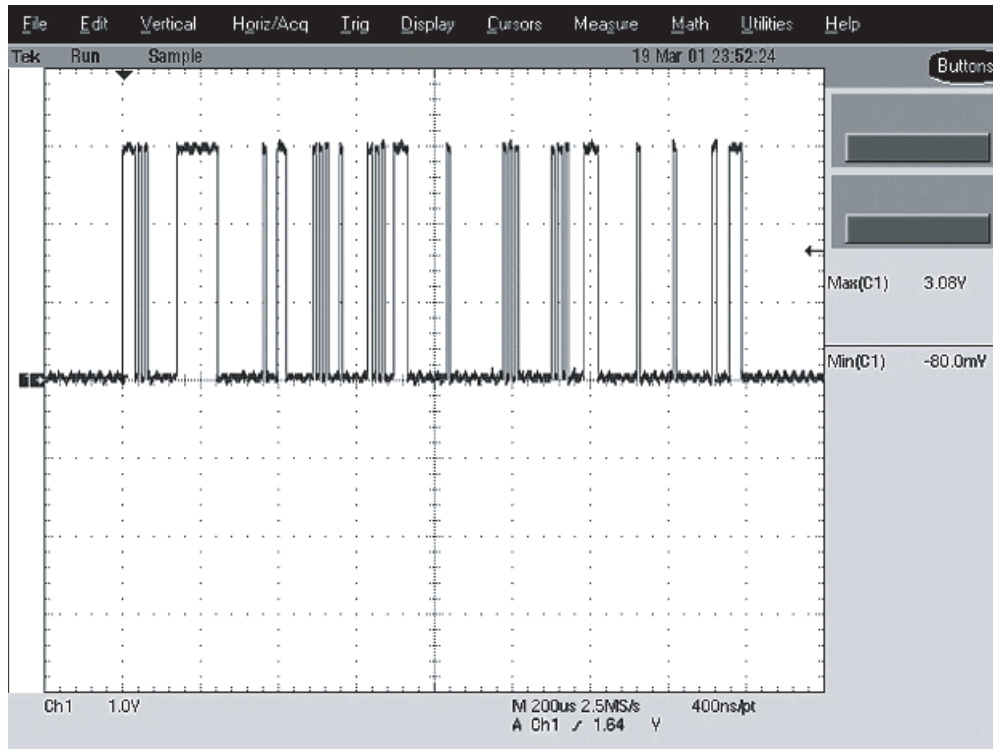 File Edit Vertical Horiz/Acq Trig Display Cursors Measure Math Utilities Help
Tek Run Sample 19 Mar 01 23:52:24
Buttons
Max(C1) 3.08V
Min(C1) -80.0mV
Ch1 1.0V M 200us 2.5MS/s 400ns/pt
A Ch1 1.64 V